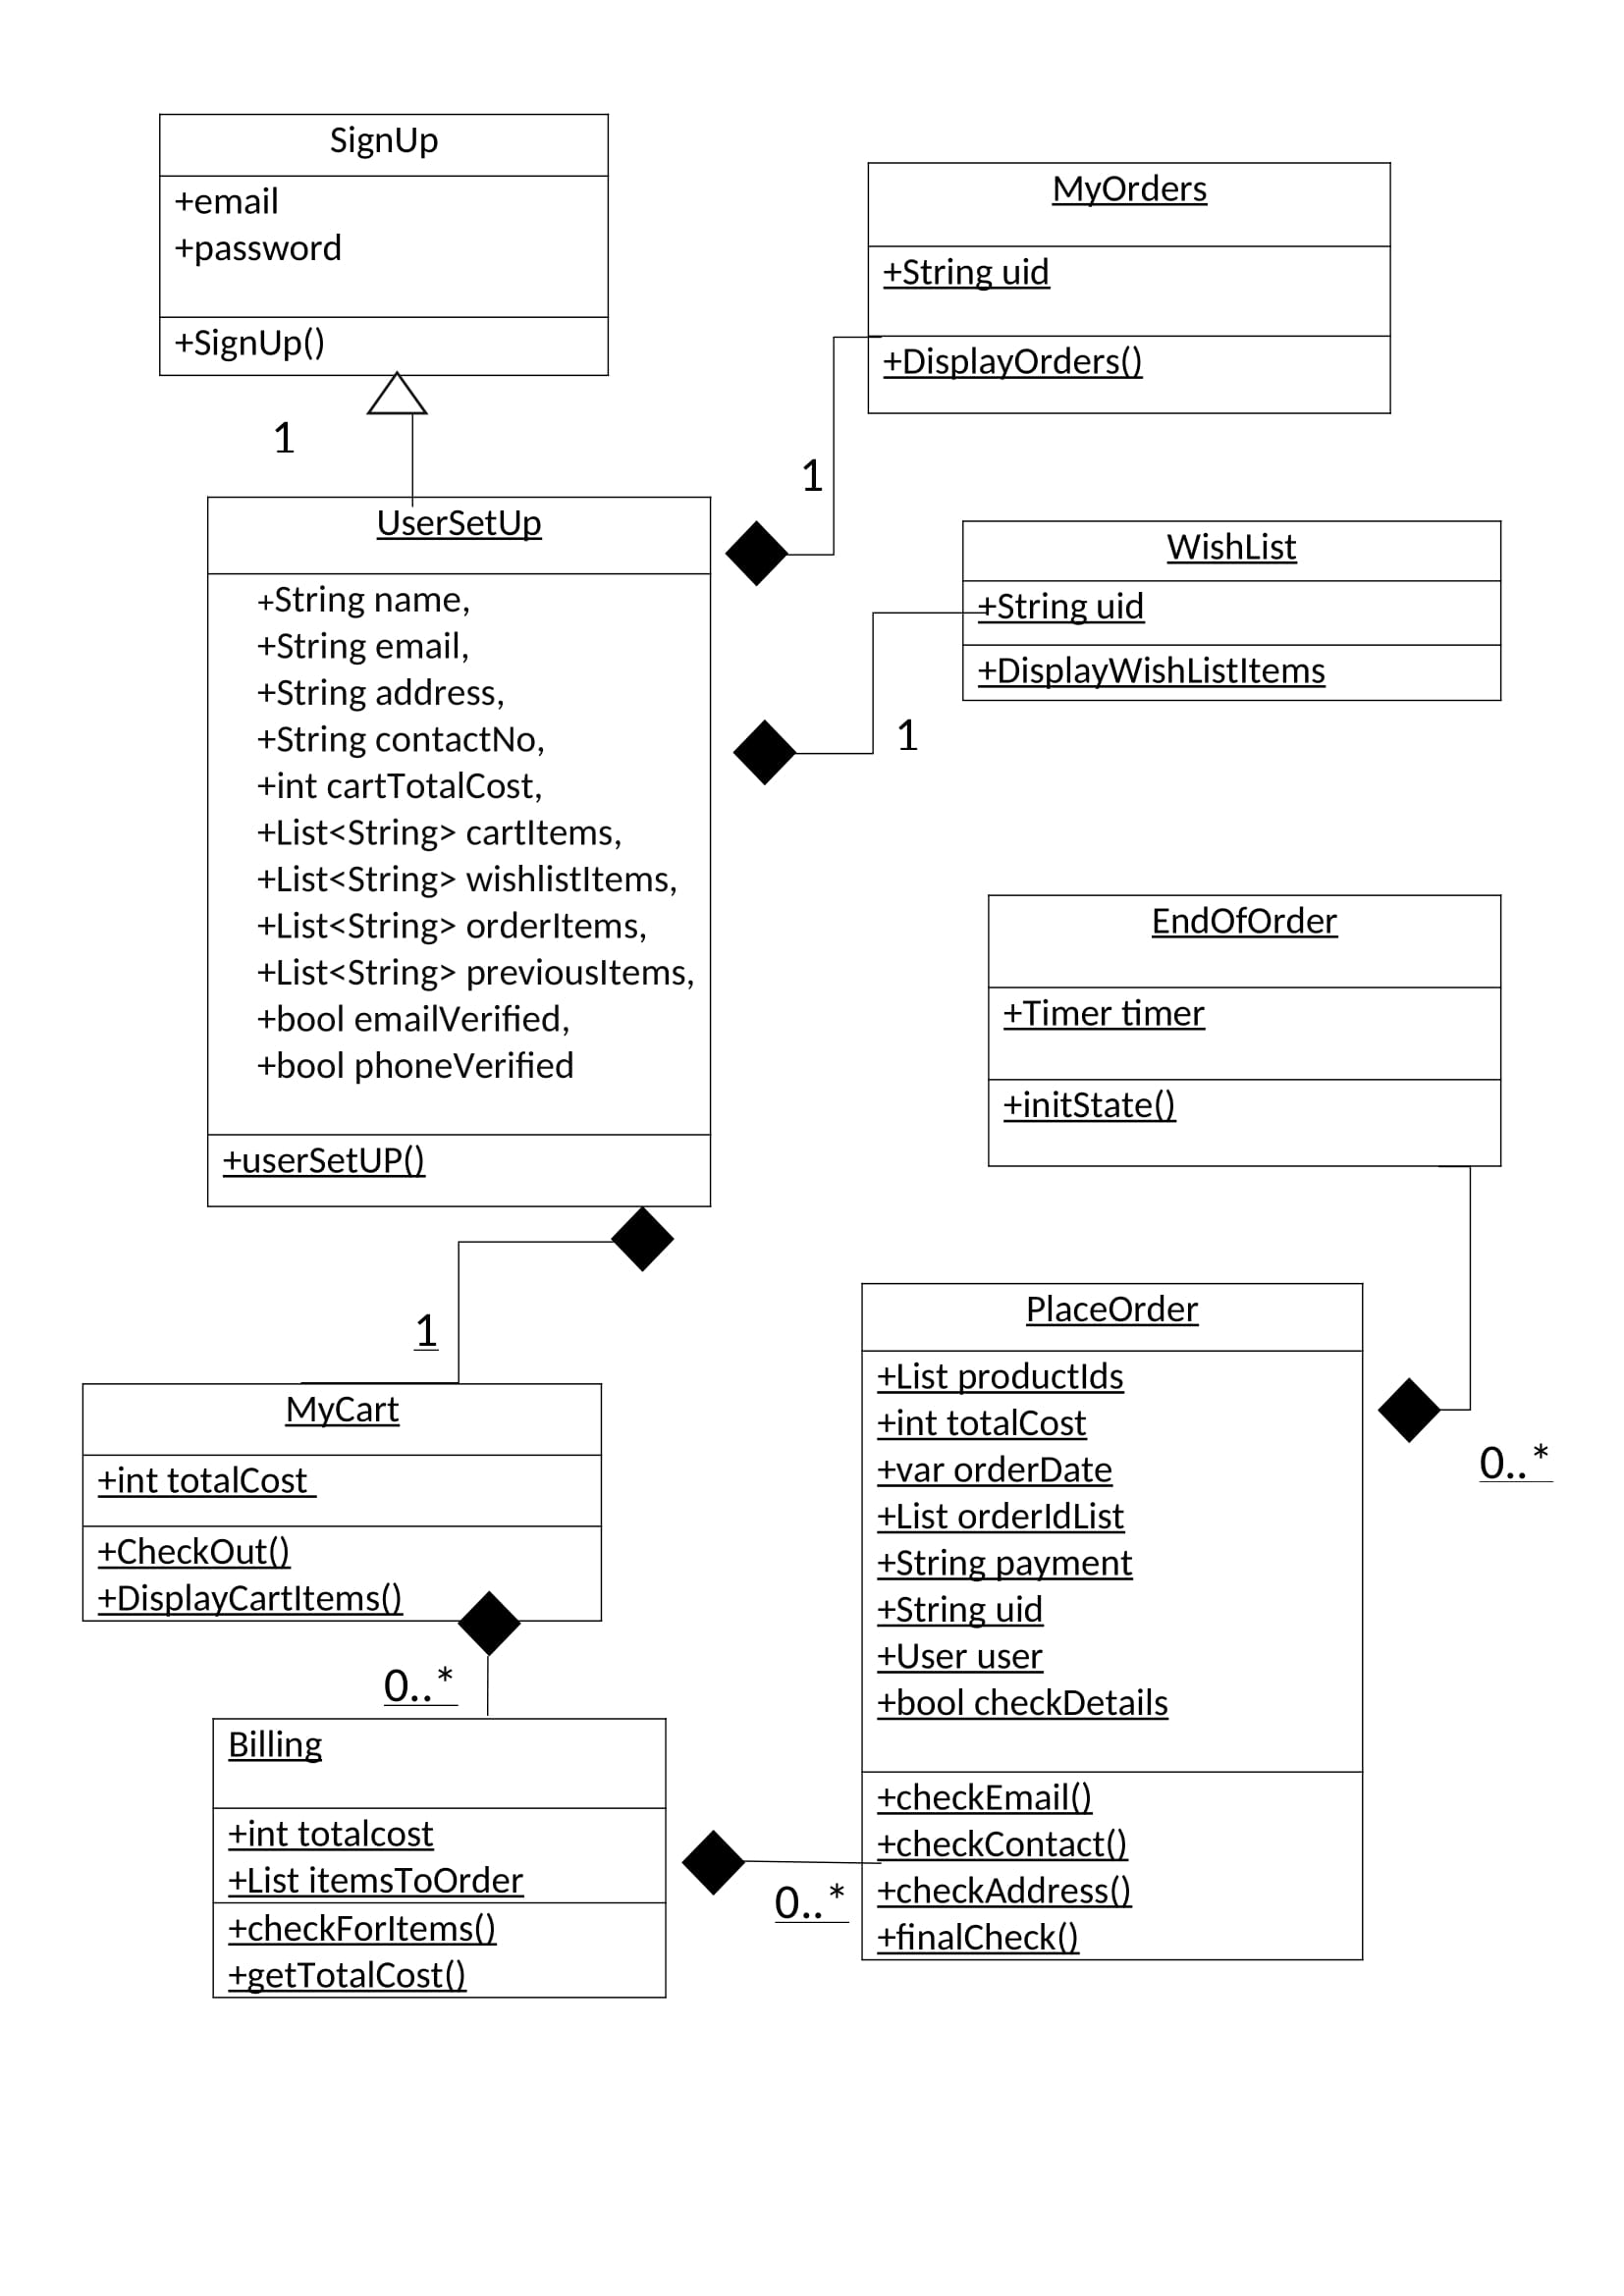 SignUp
+email
+password
+SignUp()
1
MyOrders
+String uid
+DisplayOrders()
1
UserSetUp
+String name,
+String email,
+String address,
+String contactNo,
+int cartTotalCost,
+List<String> cartItems,
+List<String> wishlistItems,
+List<String> orderItems,
+List<String> previousItems,
+bool emailVerified,
+bool phoneVerified
+userSetUP()
WishList
+String uid
+DisplayWishListItems
1
EndOfOrder
+Timer timer
+initState()
1
MyCart
+int totalCost
+CheckOut()
+DisplayCartItems()
0..*
PlaceOrder
+List productIds
+int totalCost
+var orderDate
+List orderIdList
+String payment
+String uid
+User user
+bool checkDetails
+checkEmail()
+checkContact()
+checkAddress()
+finalCheck()
0..*
Billing
+int totalcost
+List itemsToOrder
+checkForItems()
+getTotalCost()
0..*